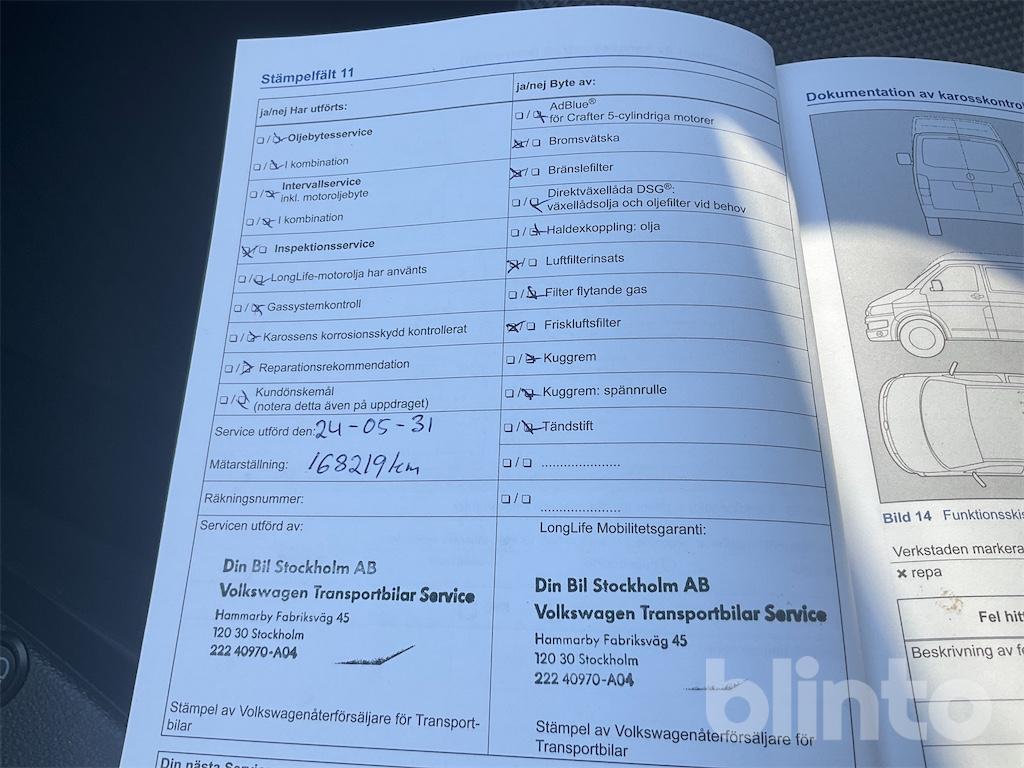 Stämpelfält 11
ja/nej Har utförts:
❏ / ❏ Oljebytesservice
❏ / ❏ I kombination
❏ / ❏ Intervallservice
inkl. motoroljebyte
❏ / ❏ I kombination
❏ / ❏ Inspektionsservice
❏ / ❏ LongLife-motorolja har använts
❏ / ❏ Gassystemkontroll
❏ / ❏ Karossens korrosionsskydd kontrollerat
❏ / ❏ Reparationsrekommendation
❏ / ❏ Kundönskemål
(notera detta även på uppdraget)
Service utförd den: 24-05-31
Mätarställning: 168219 km
Räkningsnummer:
Servicen utförd av:
Din Bil Stockholm AB
Volkswagen Transportbilar Service
Hammarby Fabriksväg 45
120 30 Stockholm
222 40970-A04
Stämpel av Volkswagenåterförsäljare för Transport-
bilar
Din nästa Servi
ja/nej Byte av:
❏ / ❏ AdBlue®
för Crafter 5-cylindriga motorer
❏ / ❏ Bromsvätska
❏ / ❏ Bränslefilter
❏ / ❏ Direktväxellåda DSG®:
växellådsolja och oljefilter vid behov
❏ / ❏ Haldexkoppling: olja
❏ / ❏ Luftfilterinsats
❏ / ❏ Filter flytande gas
❏ / ❏ Friskluftsfilter
❏ / ❏ Kuggrem
❏ / ❏ Kuggrem: spännrulle
❏ / ❏ Tändstift
❏ / ❏ .....................
❏ / ❏ .....................
LongLife Mobilitetsgaranti:
Din Bil Stockholm AB
Volkswagen Transportbilar Service
Hammarby Fabriksväg 45
120 30 Stockholm
222 40970-A04
Stämpel av Volkswagenåterförsäljare för
Transportbilar
Dokumentation av karosskontrol
Bild 14 Funktionsskis
Verkstaden markera
✖ repa
Fel hitt
Beskrivning av fe
blinto